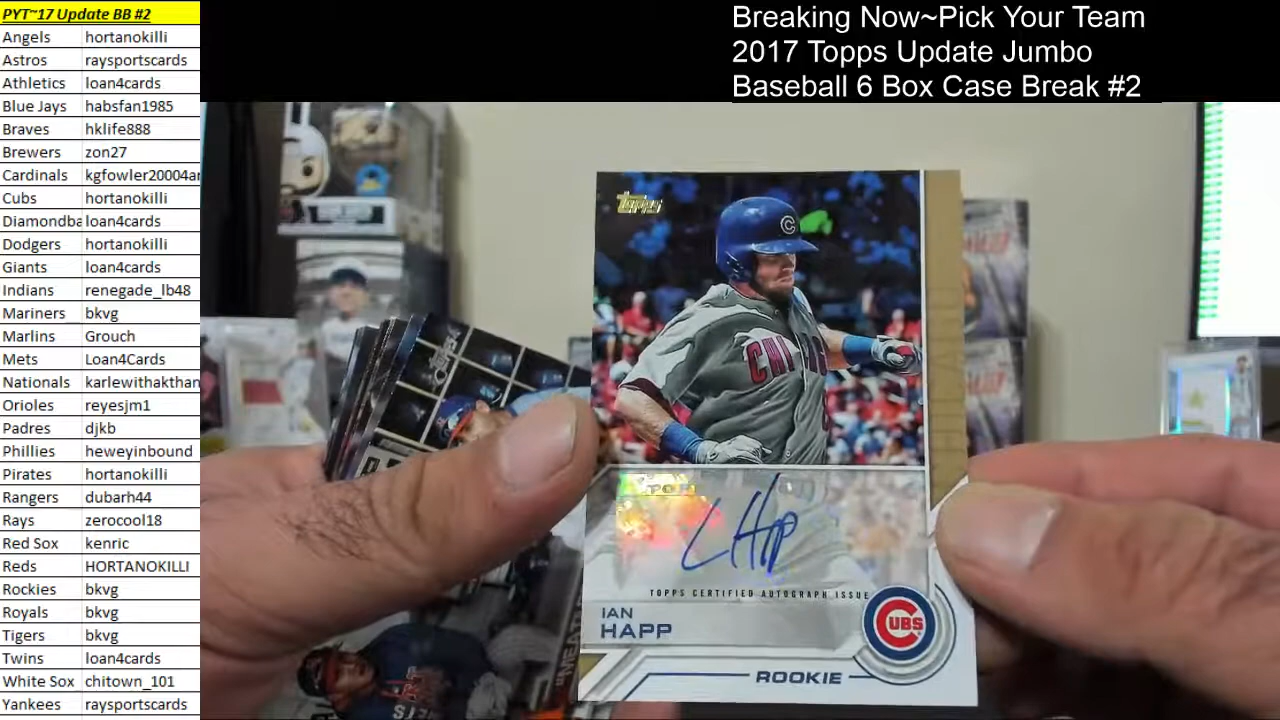 PYT~17 Update BB #2
Angels hortanokilli
Astros raysportscards
Athletics loan4cards
Blue Jays habsfan1985
Braves hklife888
Brewers zon27
Cardinals kgfowler20004ar
Cubs hortanokilli
Diamondba loan4cards
Dodgers hortanokilli
Giants loan4cards
Indians renegade_lb48
Mariners bkvg
Marlins Grouch
Mets Loan4Cards
Nationals karlewithakthan
Orioles reyesjm1
Padres djkb
Phillies heweyinbound
Pirates hortanokilli
Rangers dubarh44
Rays zerocool18
Red Sox kenric
Reds HORTANOKILLI
Rockies bkvg
Royals bkvg
Tigers bkvg
Twins loan4cards
White Sox chitown_101
Yankees raysportscards
Breaking Now~Pick Your Team
2017 Topps Update Jumbo
Baseball 6 Box Case Break #2
Topps
C
CHICAGO
TOPPS CERTIFIED AUTOGRAPH ISSUE
IAN
HAPP
CUBS
ROOKIE